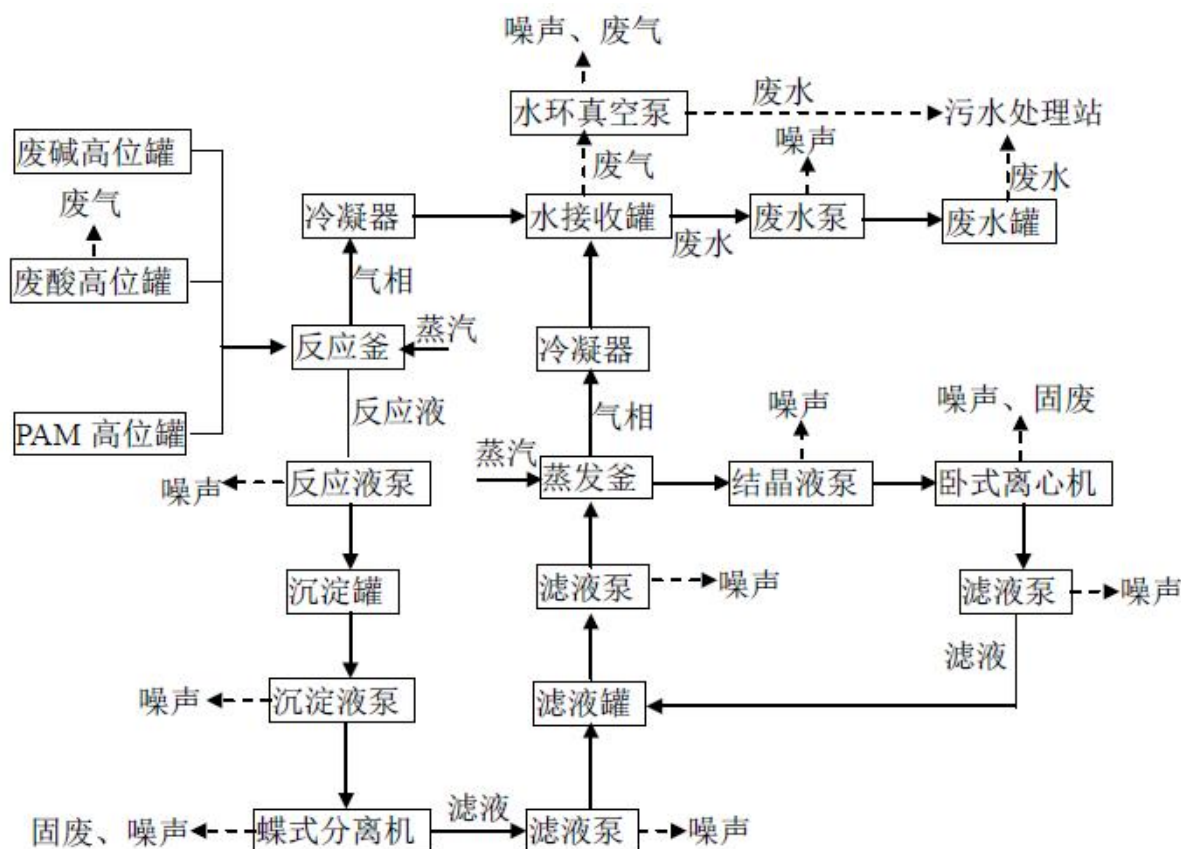 噪声、废气
水环真空泵
废水
污水处理站
废碱高位罐
废气
废酸高位罐
PAM 高位罐
冷凝器
气相
反应釜
蒸汽
反应液
噪声
反应液泵
沉淀罐
噪声
沉淀液泵
固废、噪声
蝶式分离机
滤液
滤液泵
噪声
滤液罐
滤液泵
噪声
蒸汽
蒸发釜
气相
冷凝器
水接收罐
废气
废水
噪声
废水泵
废水罐
废水
噪声
结晶液泵
噪声、固废
卧式离心机
滤液泵
噪声
滤液